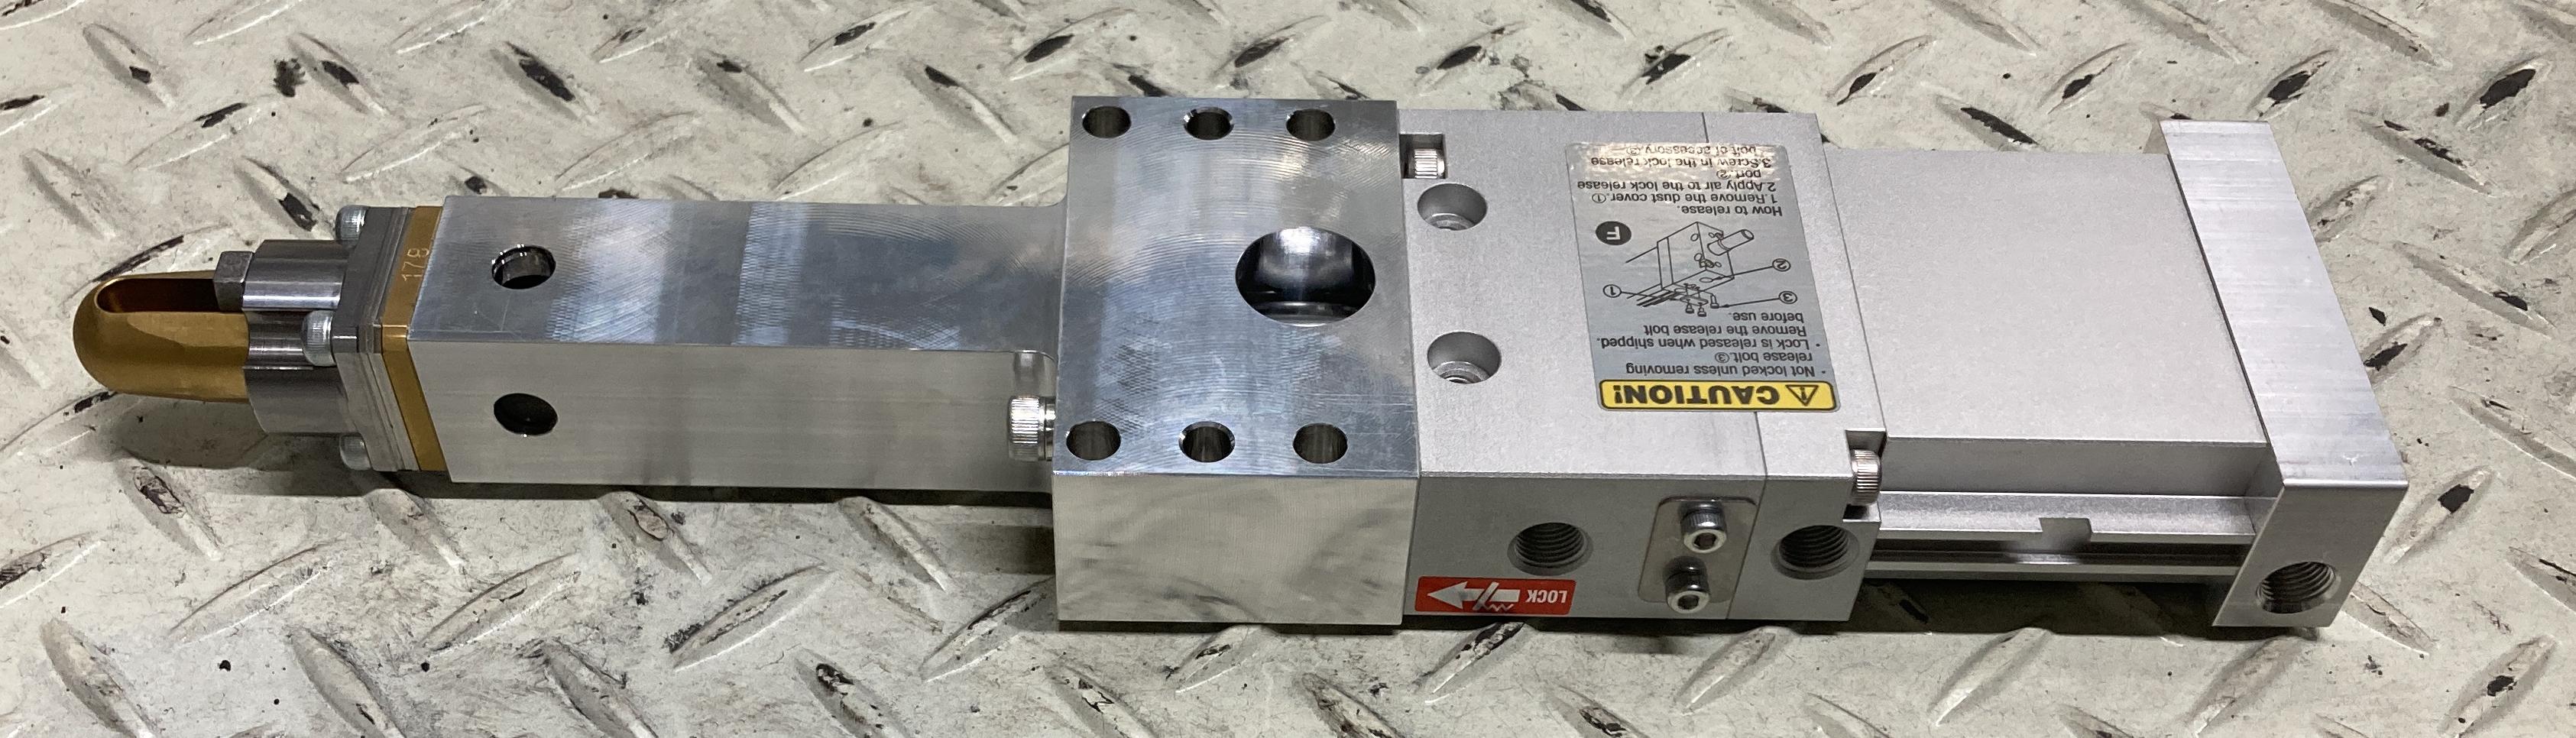 ⚠ CAUTION!
* Not locked unless removing
release bolt.③
* Lock is released when shipped.
Remove the release bolt
before use.
③
①
②
F
How to release.
1.Remove the dust cover.①
2.Apply air to the lock release
port.②
3.Screw in the lock release
bolt of accessory.③
LOCK
17.8